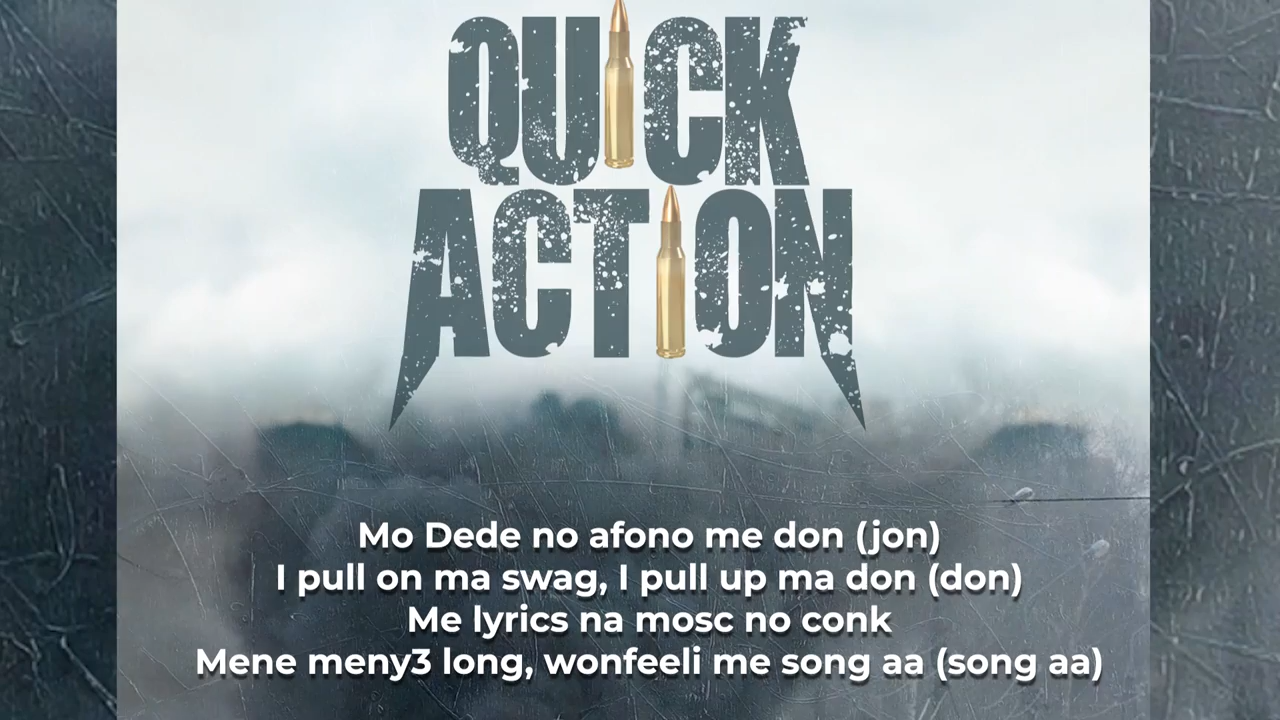 QUICK
ACTION
Mo Dede no afono me don (jon)
I pull on ma swag, I pull up ma don (don)
Me lyrics na mosc no conk
Mene meny3 long, wonfeeli me song aa (song aa)